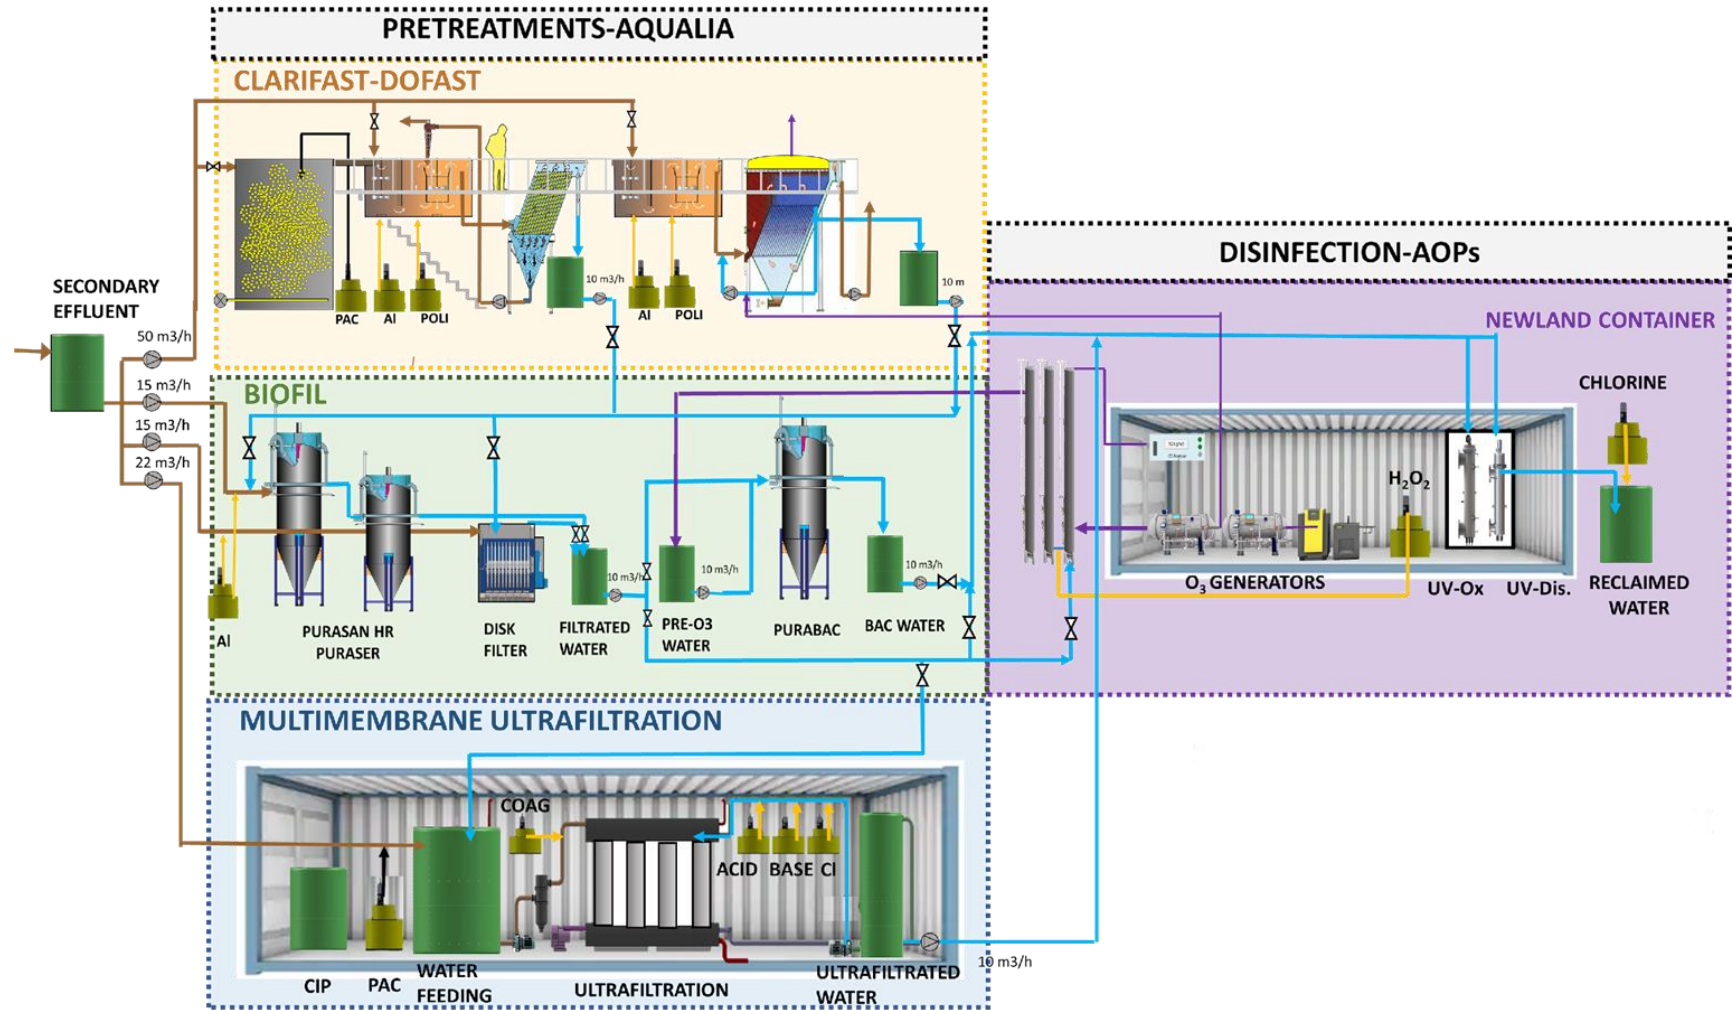 PRETREATMENTS-AQUALIA
CLARIFAST-DOFAST
PAC
Al
POLI
10 m3/h
Al
POLI
10 m
SECONDARY
EFFLUENT
50 m3/h
15 m3/h
15 m3/h
22 m3/h
BIOFIL
Al
PURASAN HR
PURASER
DISK
FILTER
FILTRATED
WATER
10 m3/h
PRE-O3
WATER
10 m3/h
PURABAC
BAC WATER
10 m3/h
DISINFECTION-AOPs
NEWLAND CONTAINER
CHLORINE
H2O2
O3 GENERATORS
UV-Ox
UV-Dis.
RECLAIMED
WATER
MULTIMEMBRANE ULTRAFILTRATION
COAG
ACID
BASE
Cl
CIP
PAC
WATER
FEEDING
ULTRAFILTRATION
ULTRAFILTRATED
WATER
10 m3/h